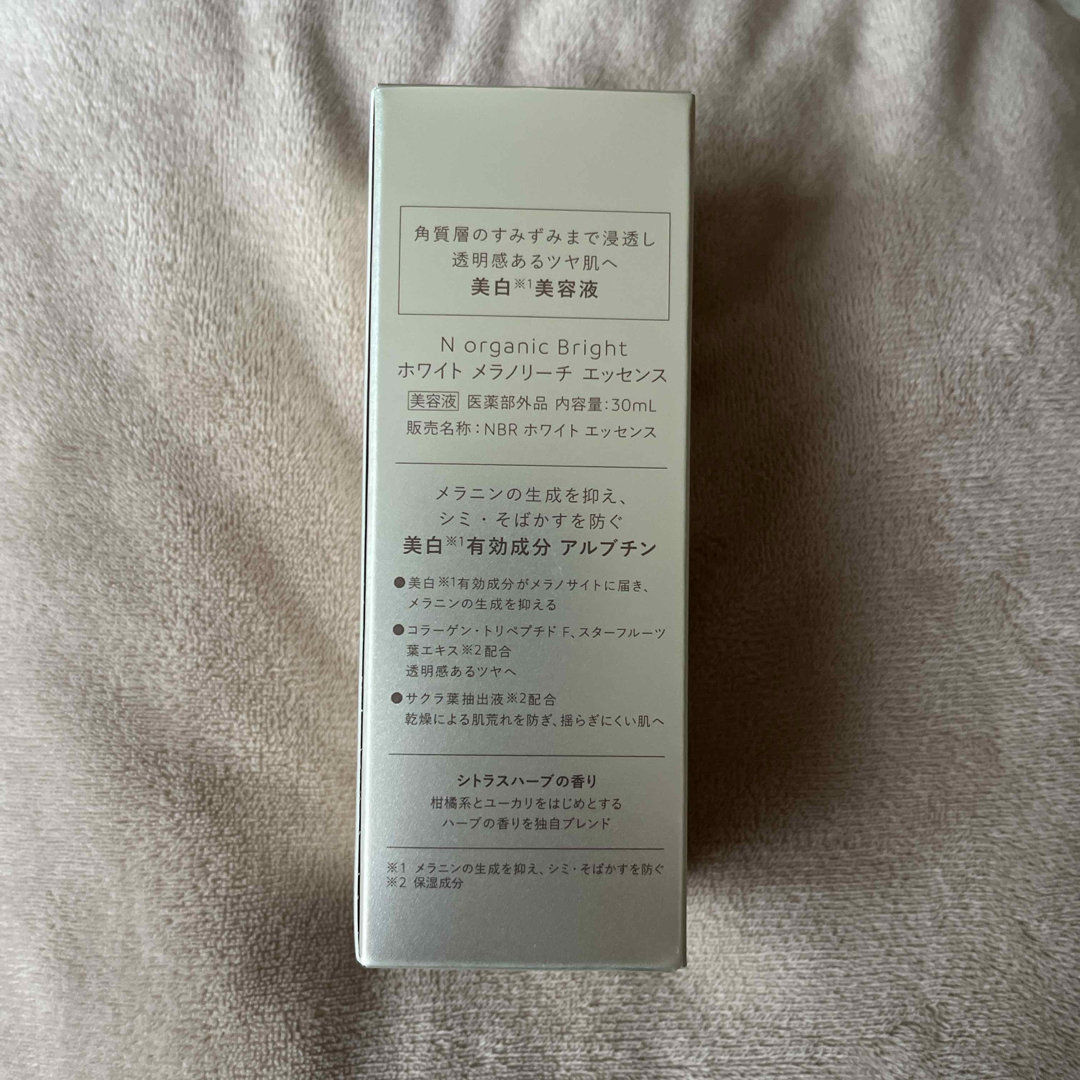 角質層のすみずみまで浸透し
透明感あるツヤ肌へ
美白※1美容液
N organic Bright
ホワイト メラノリーチ エッセンス
美容液 医薬部外品 内容量:30mL
販売名称:NBR ホワイト エッセンス
メラニンの生成を抑え、
シミ・そばかすを防ぐ
美白※1有効成分 アルブチン
●美白※1有効成分がメラノサイトに届き、
メラニンの生成を抑える
●コラーゲン・トリペプチド F、スターフルーツ
葉エキス※2配合
透明感あるツヤへ
●サクラ葉抽出液※2配合
乾燥による肌荒れを防ぎ、揺らぎにくい肌へ
シトラスハーブの香り
柑橘系とユーカリをはじめとする
ハーブの香りを独自ブレンド
※1 メラニンの生成を抑え、シミ・そばかすを防ぐ
※2 保湿成分